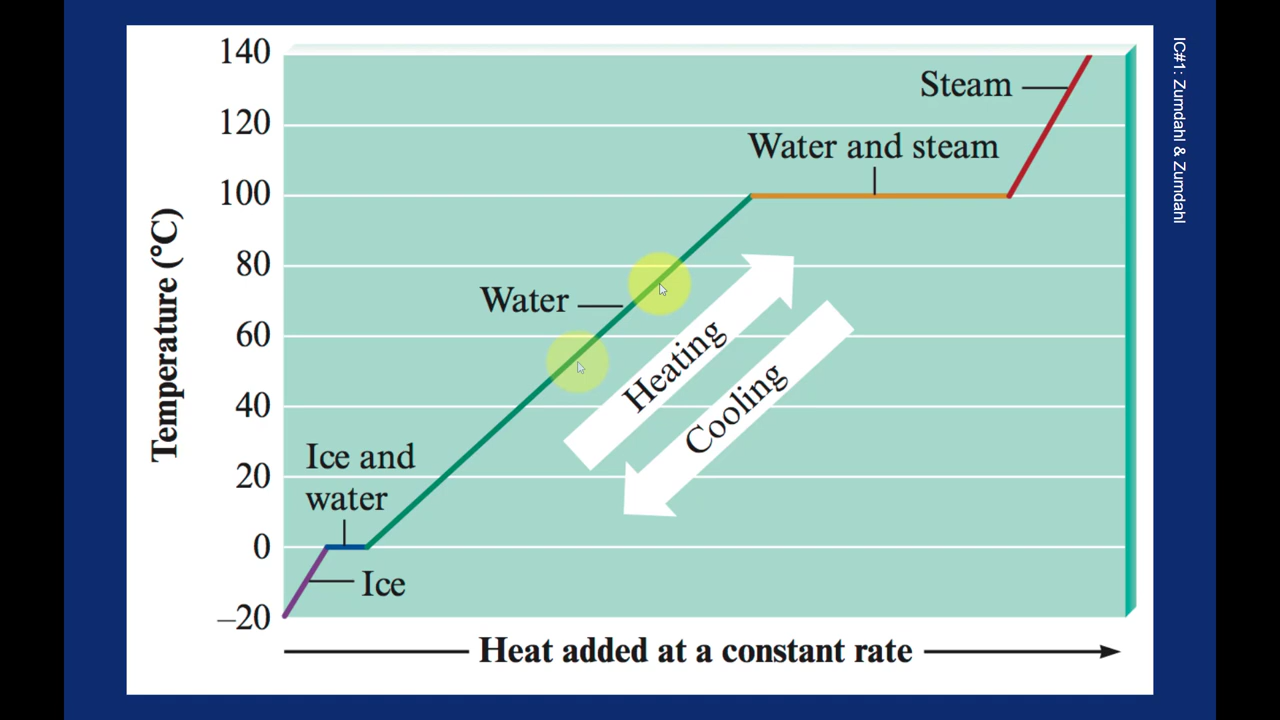 140
120
100
80
60
40
20
0
–20
Temperature (°C)
Steam
Water and steam
Water
Heating
Cooling
Ice and
water
Ice
Heat added at a constant rate
IC#1: Zumdahl & Zumdahl